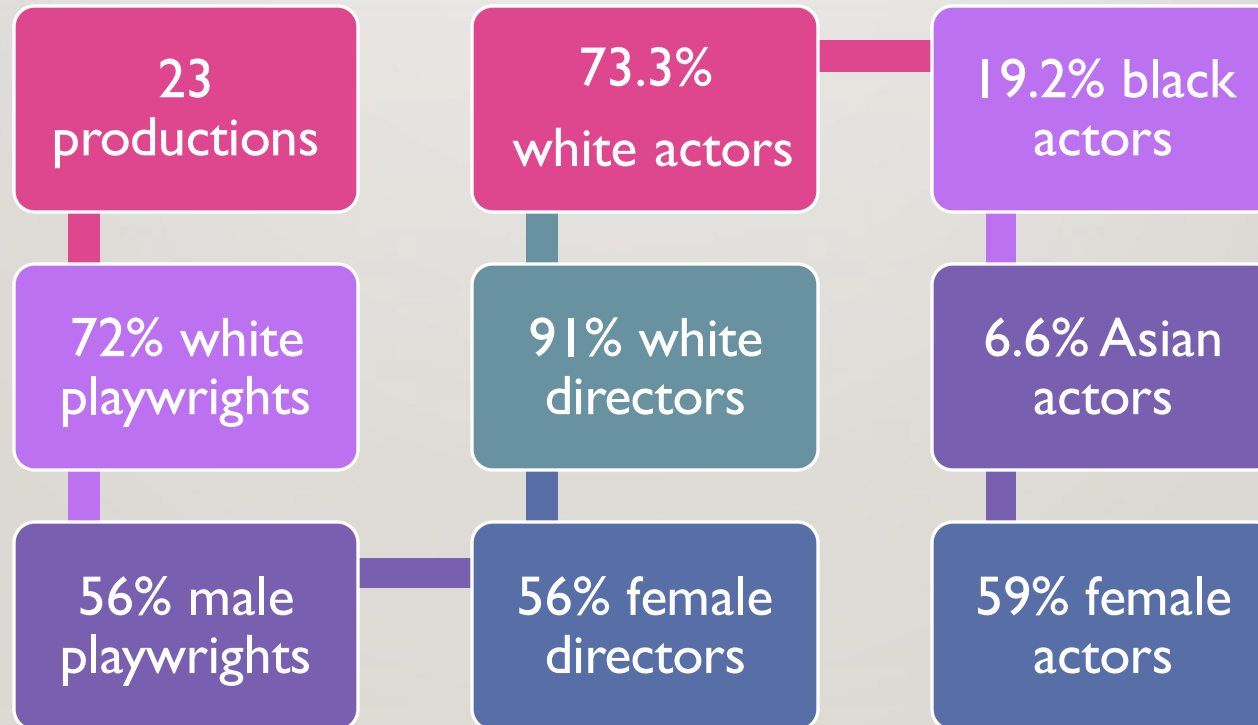 23
productions
72% white
playwrights
56% male
playwrights
56% female
directors
91% white
directors
73.3%
white actors
19.2% black
actors
6.6% Asian
actors
59% female
actors